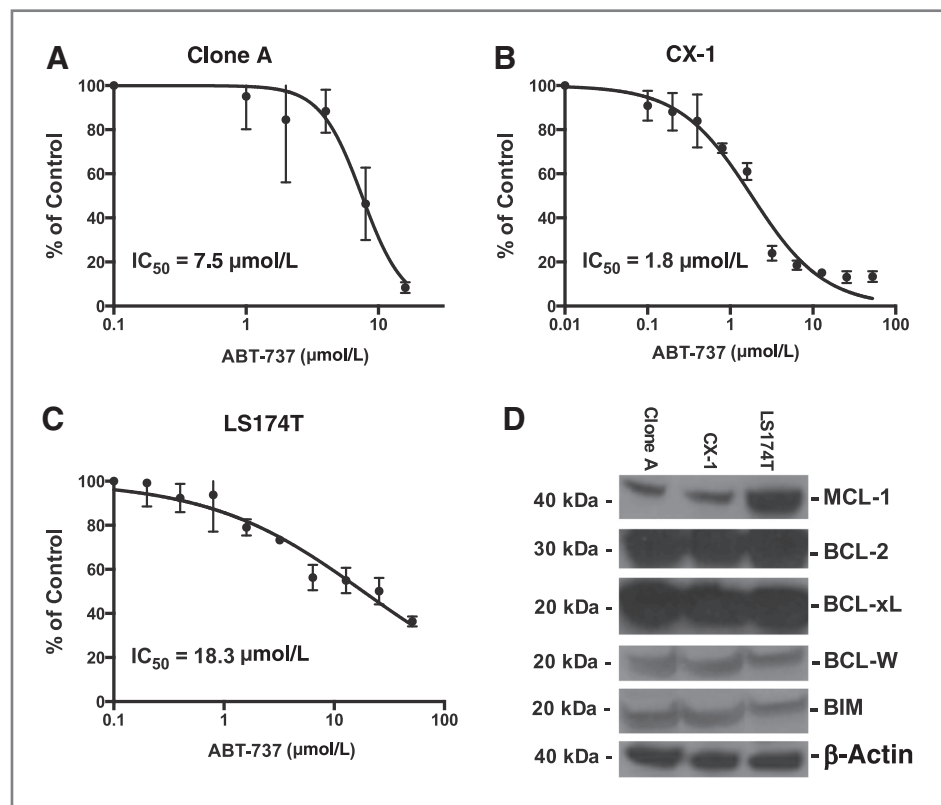 A
Clone A
% of Control
100
80
60
40
20
0
IC50 = 7.5 µmol/L
0.1
1
10
ABT-737 (µmol/L)
B
CX-1
% of Control
100
80
60
40
20
0
IC50 = 1.8 µmol/L
0.01
0.1
1
10
100
ABT-737 (µmol/L)
C
LS174T
% of Control
100
80
60
40
20
0
IC50 = 18.3 µmol/L
0.1
1
10
100
ABT-737 (µmol/L)
D
Clone A
CX-1
LS174T
40 kDa - - MCL-1
30 kDa - - BCL-2
20 kDa - - BCL-xL
20 kDa - - BCL-W
20 kDa - - BIM
40 kDa - - β-Actin